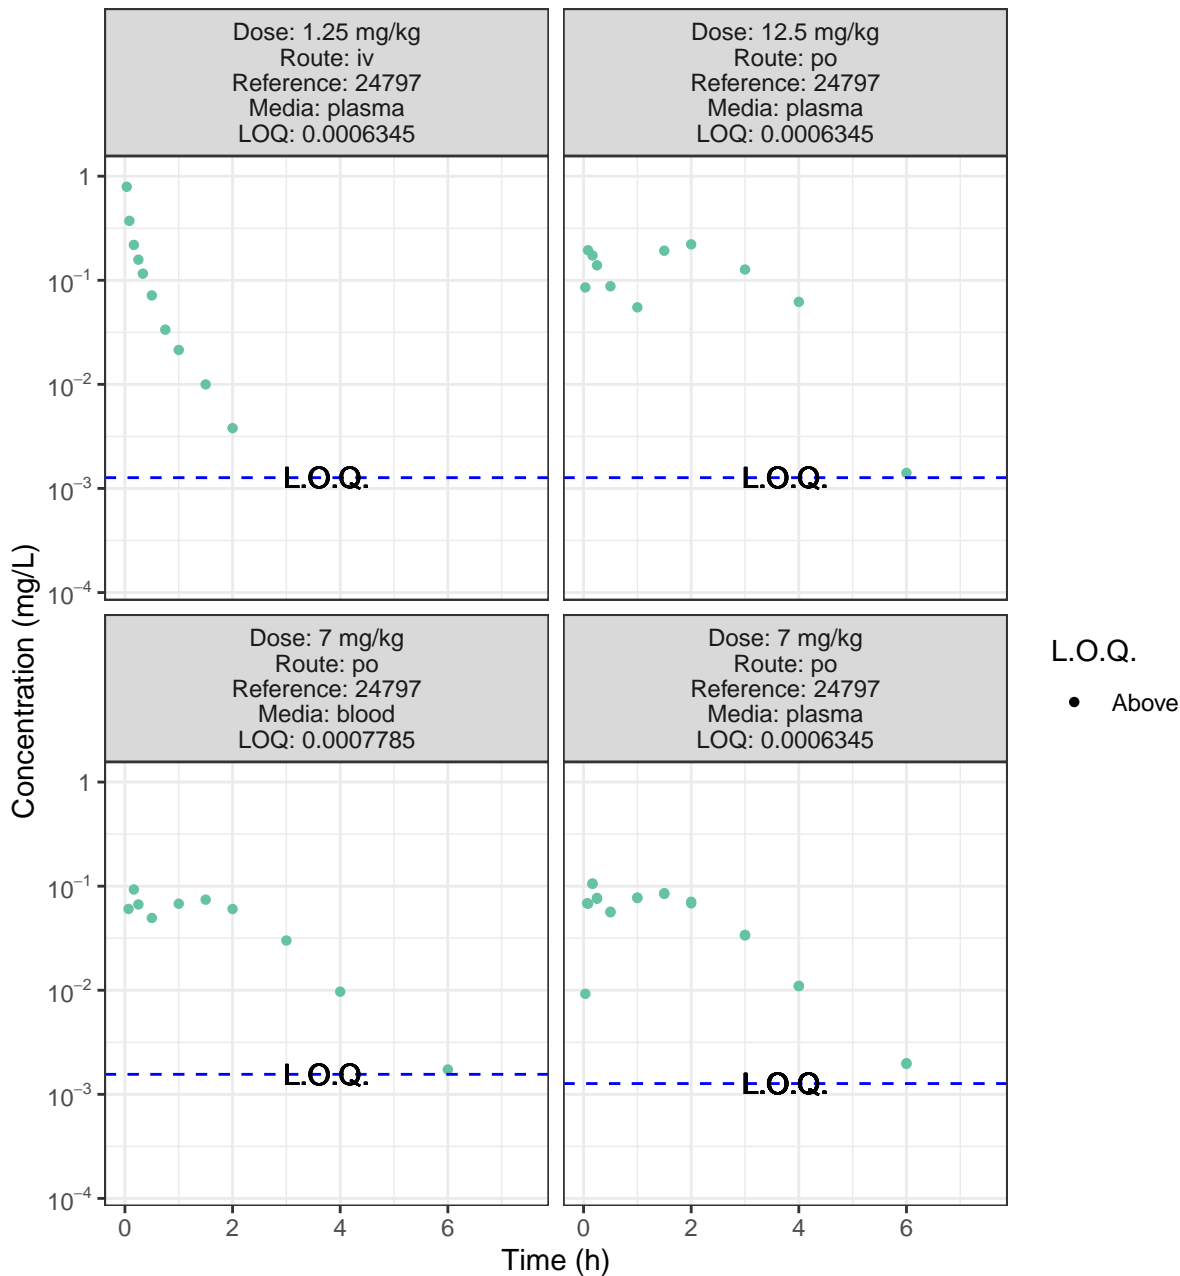 Dose: 1.25 mg/kg
Route: iv
Reference: 24797
Media: plasma
LOQ: 0.0006345
Dose: 12.5 mg/kg
Route: po
Reference: 24797
Media: plasma
LOQ: 0.0006345
1
10⁻¹
10⁻²
10⁻³
10⁻⁴
L.O.Q.
L.O.Q.
Dose: 7 mg/kg
Route: po
Reference: 24797
Media: blood
LOQ: 0.0007785
Dose: 7 mg/kg
Route: po
Reference: 24797
Media: plasma
LOQ: 0.0006345
1
10⁻¹
10⁻²
10⁻³
10⁻⁴
L.O.Q.
L.O.Q.
0 2 4 6
0 2 4 6
Time (h)
Concentration (mg/L)
L.O.Q.
Above